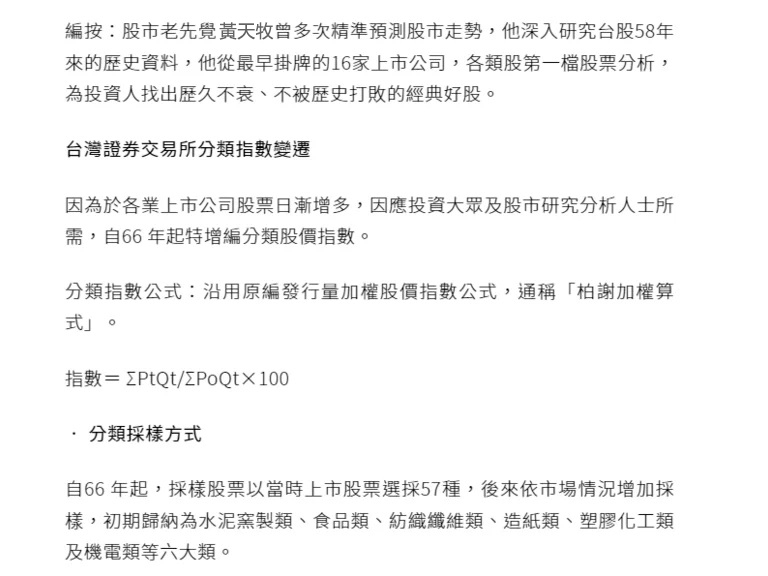 編按：股市老先覺黃天牧曾多次精準預測股市走勢，他深入研究台股58年
來的歷史資料，他從最早掛牌的16家上市公司，各類股第一檔股票分析，
為投資人找出歷久不衰、不被歷史打敗的經典好股。
台灣證券交易所分類指數變遷
因為於各業上市公司股票日漸增多，因應投資大眾及股市研究分析人士所
需，自66 年起特增編分類股價指數。
分類指數公式：沿用原編發行量加權股價指數公式，通稱「柏謝加權算
式」。
指數＝ ΣPtQt/ΣPoQt×100
． 分類採樣方式
自66 年起，採樣股票以當時上市股票選採57種，後來依市場情況增加採
樣，初期歸納為水泥窯製類、食品類、紡織纖維類、造紙類、塑膠化工類
及機電類等六大類。